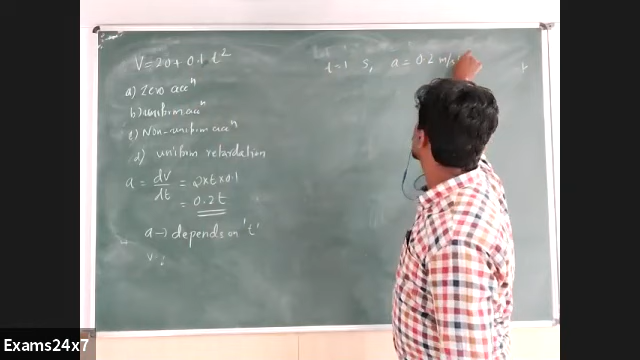 V = 20 + 0.1 t²
a) Zero accⁿ
b) uniform accⁿ
c) Non-uniform accⁿ
d) uniform retardation
a = dv/dt = 2×t×0.1
= 0.2t
a → depends on 't'
t=1 s, a = 0.2 m/s
Exams24x7